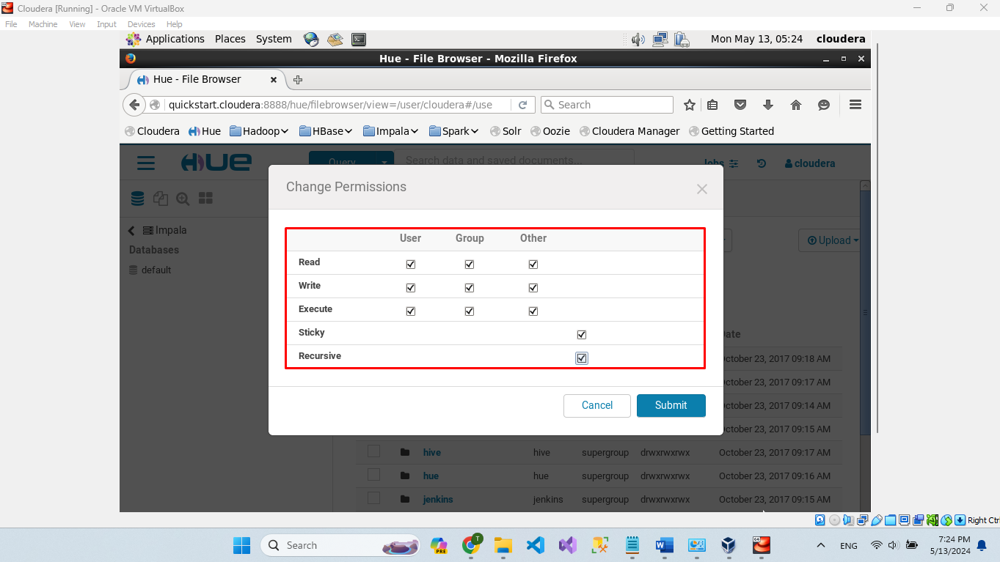 Cloudera [Running] - Oracle VM VirtualBox
File Machine View Input Devices Help
Applications Places System Mon May 13, 05:24 cloudera
Hue - File Browser - Mozilla Firefox
Hue - File Browser
quickstart.cloudera:8888/hue/filebrowser/view=/user/cloudera#/use Search
Cloudera Hue Hadoop HBase Impala Spark Solr Oozie Cloudera Manager Getting Started
HUE Query Search data and saved documents... Jobs cloudera
Change Permissions
Impala
Databases
default
Upload
User Group Other
Read
Write
Execute
Sticky
Recursive
Date
October 23, 2017 09:18 AM
October 23, 2017 09:17 AM
October 23, 2017 09:14 AM
October 23, 2017 09:15 AM
Cancel Submit
hive hive supergroup drwxrwxrwx October 23, 2017 09:17 AM
hue hue supergroup drwxrwxrwx October 23, 2017 09:16 AM
jenkins jenkins supergroup drwxrwxrwx October 23, 2017 09:15 AM
Right Ctrl
Search PRE T 64 ENG 7:24 PM
5/13/2024